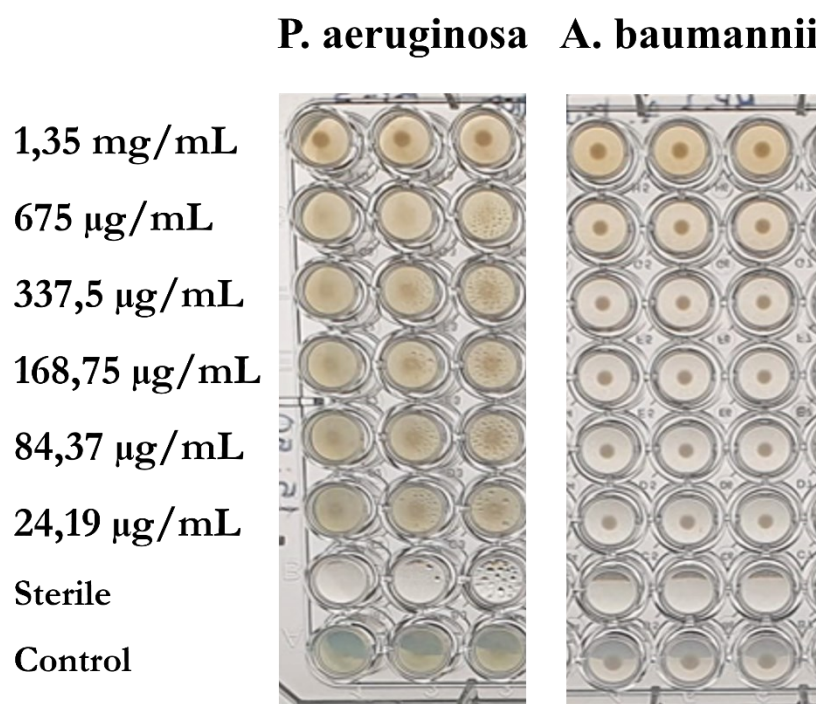 P. aeruginosa A. baumannii
1,35 mg/mL
675 µg/mL
337,5 µg/mL
168,75 µg/mL
84,37 µg/mL
24,19 µg/mL
Sterile
Control